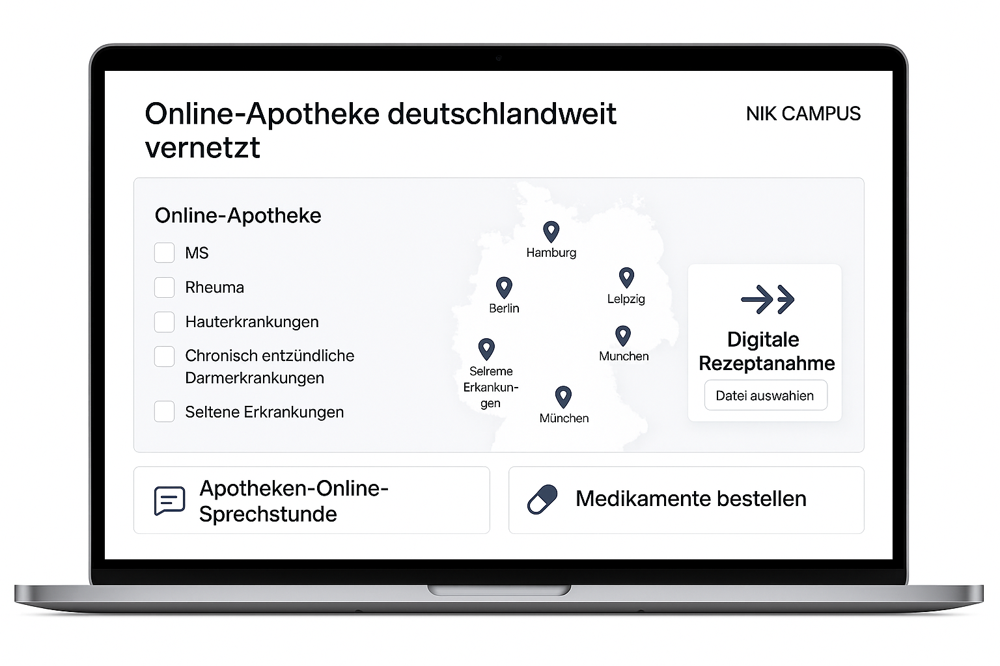 Online-Apotheke deutschlandweit
vernetzt
NIK CAMPUS
Online-Apotheke
MS
Rheuma
Hauterkrankungen
Chronisch entzündliche
Darmerkrankungen
Seltene Erkrankungen
Hamburg
Berlin
Lelpzig
Munchen
Selreme
Erkankun-
gen
München
Digitale
Rezeptanahme
Datei auswahien
Apotheken-Online-
Sprechstunde
Medikamente bestellen